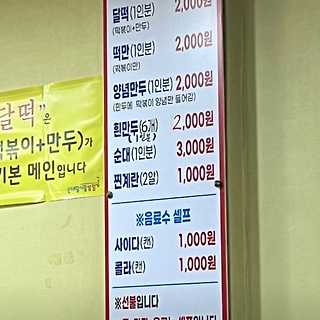 달떡(1인분) 2,000원
(떡볶이+만두)
떡만(1인분) 2,000원
(떡볶이만)
양념만두(1인분) 2,000원
(만두에 떡볶이 양념만 들어감)
흰만두(6개) 2,000원
순대(1인분) 3,000원
찐계란(2알) 1,000원
※음료수 셀프
사이다(캔) 1,000원
콜라(캔) 1,000원
※선불입니다
달떡"은
떡볶이+만두)가
기본 메인입니다